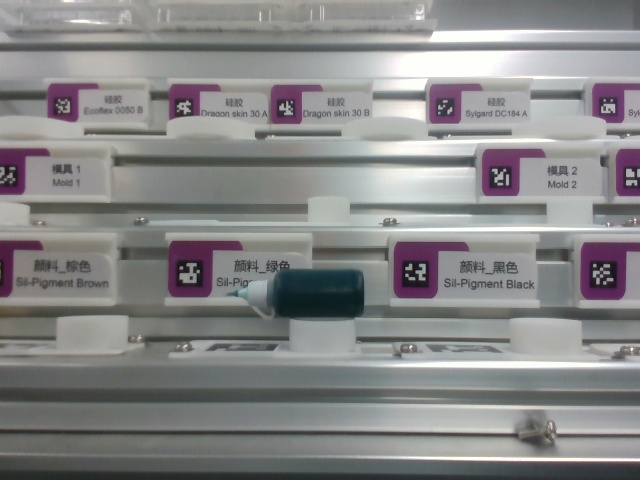 硅胶
Ecoflex 0050 B
硅胶
Dragon skin 30 A
硅胶
Dragon skin 30 B
硅胶
Sylgard DC184 A
模具 1
Mold 1
模具 2
Mold 2
颜料_棕色
Sil-Pigment Brown
颜料_绿色
颜料_黑色
Sil-Pigment Black